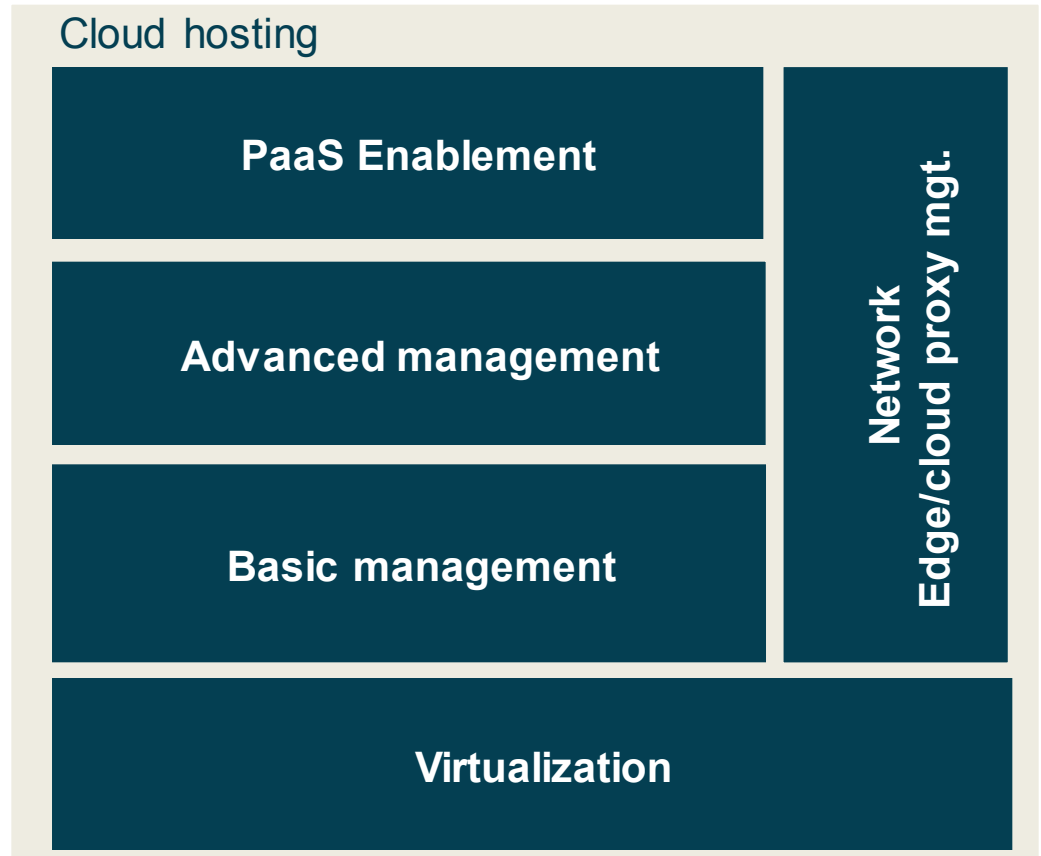 Cloud hosting
PaaS Enablement
Advanced management
Basic management
Network
Edge/cloud proxy mgt.
Virtualization